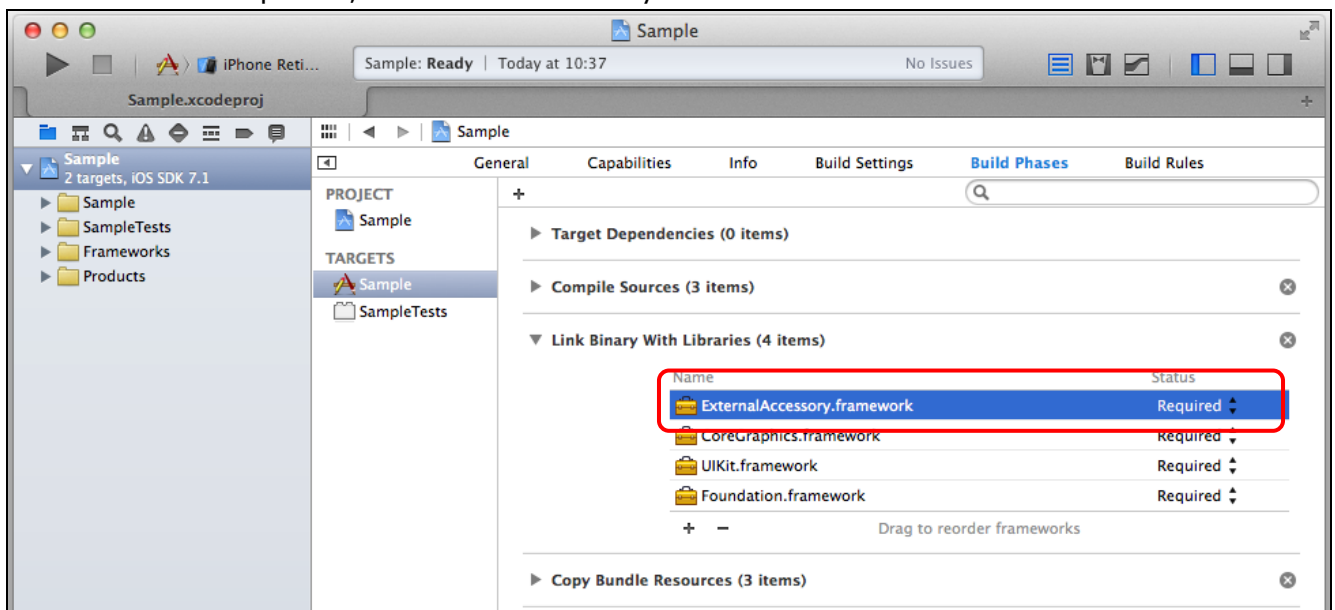 Sample
iPhone Reti...
Sample: Ready | Today at 10:37
No Issues
Sample.xcodeproj
Sample
Sample
2 targets, iOS SDK 7.1
Sample
SampleTests
Frameworks
Products
General Capabilities Info Build Settings Build Phases Build Rules
PROJECT
Sample
TARGETS
Sample
SampleTests
Target Dependencies (0 items)
Compile Sources (3 items)
Link Binary With Libraries (4 items)
Name Status
ExternalAccessory.framework Required
CoreGraphics.framework Required
UIKit.framework Required
Foundation.framework Required
Drag to reorder frameworks
Copy Bundle Resources (3 items)